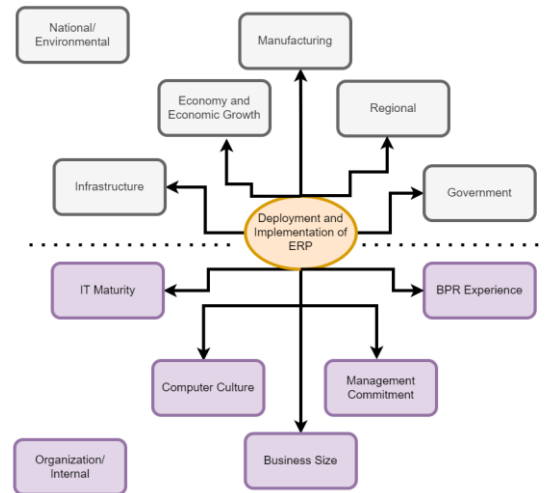 National/
Environmental
Manufacturing
Economy and
Economic Growth
Regional
Infrastructure
Government
Deployment and
Implementation of
ERP
IT Maturity
BPR Experience
Computer Culture
Management
Commitment
Organization/
Internal
Business Size